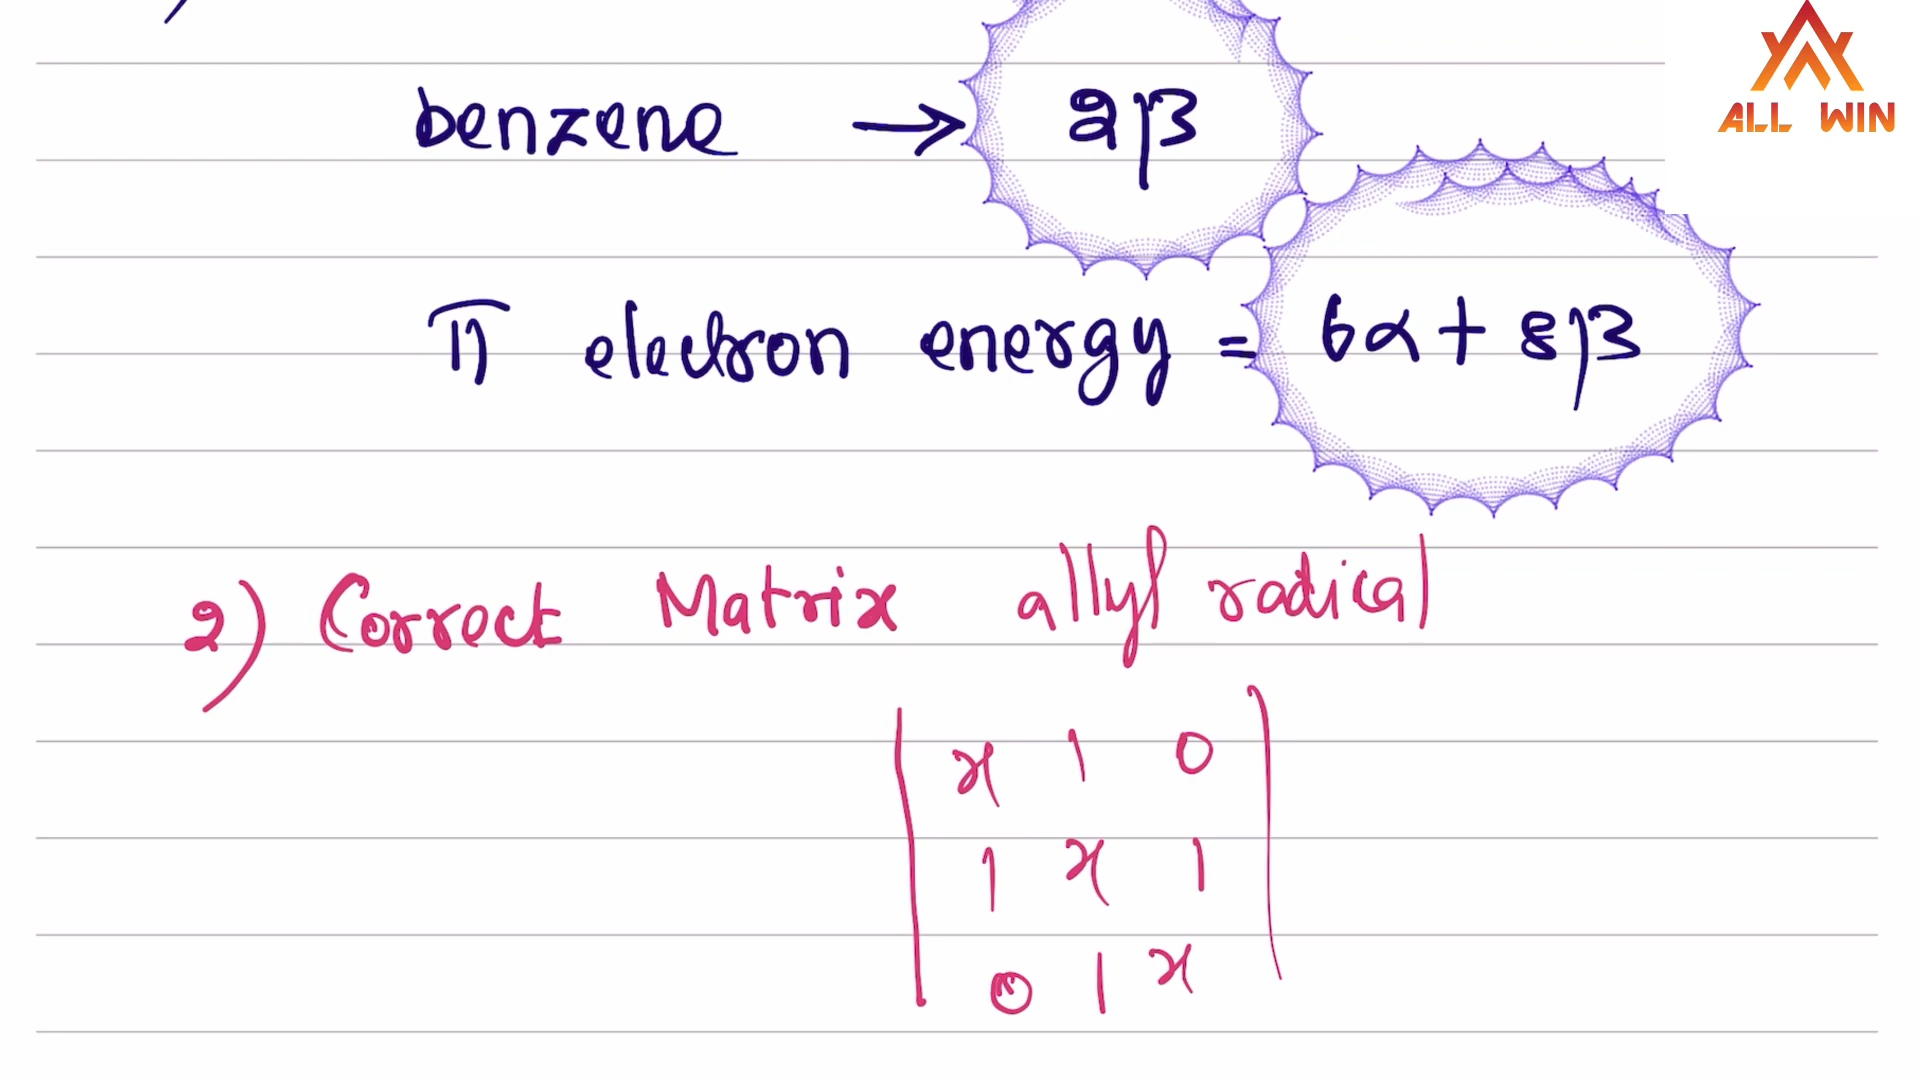 ALL WIN
benzene → 2β
π electron energy = 6α + 8β
2) Correct Matrix allyl radical
x 1 0
1 x 1
0 1 x